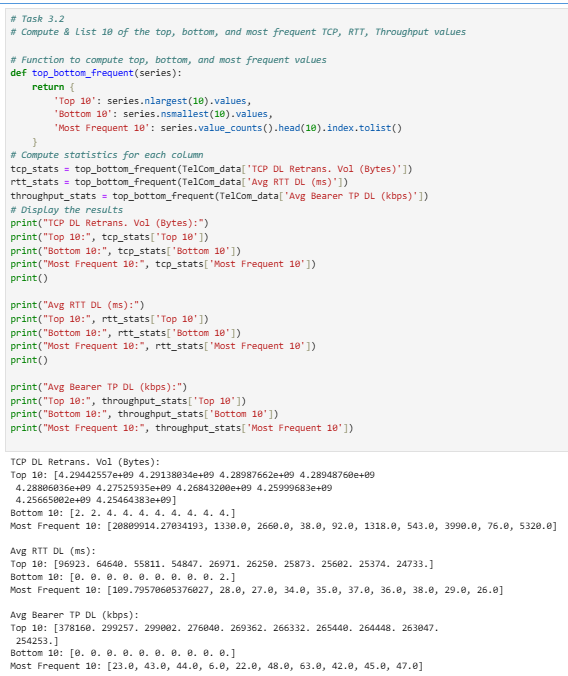 # Task 3.2
# Compute & list 10 of the top, bottom, and most frequent TCP, RTT, Throughput values

# Function to compute top, bottom, and most frequent values
def top_bottom_frequent(series):
    return {
        'Top 10': series.nlargest(10).values,
        'Bottom 10': series.nsmallest(10).values,
        'Most Frequent 10': series.value_counts().head(10).index.tolist()
    }
# Compute statistics for each column
tcp_stats = top_bottom_frequent(TelCom_data['TCP DL Retrans. Vol (Bytes)'])
rtt_stats = top_bottom_frequent(TelCom_data['Avg RTT DL (ms)'])
throughput_stats = top_bottom_frequent(TelCom_data['Avg Bearer TP DL (kbps)'])
# Display the results
print("TCP DL Retrans. Vol (Bytes):")
print("Top 10:", tcp_stats['Top 10'])
print("Bottom 10:", tcp_stats['Bottom 10'])
print("Most Frequent 10:", tcp_stats['Most Frequent 10'])
print()

print("Avg RTT DL (ms):")
print("Top 10:", rtt_stats['Top 10'])
print("Bottom 10:", rtt_stats['Bottom 10'])
print("Most Frequent 10:", rtt_stats['Most Frequent 10'])
print()

print("Avg Bearer TP DL (kbps):")
print("Top 10:", throughput_stats['Top 10'])
print("Bottom 10:", throughput_stats['Bottom 10'])
print("Most Frequent 10:", throughput_stats['Most Frequent 10'])

TCP DL Retrans. Vol (Bytes):
Top 10: [4.29442557e+09 4.29138034e+09 4.28987662e+09 4.28948760e+09
 4.28806036e+09 4.27525935e+09 4.26843200e+09 4.25999683e+09
 4.25665002e+09 4.25464383e+09]
Bottom 10: [2. 2. 4. 4. 4. 4. 4. 4. 4. 4.]
Most Frequent 10: [20809914.27034193, 1330.0, 2660.0, 38.0, 92.0, 1318.0, 543.0, 3990.0, 76.0, 5320.0]

Avg RTT DL (ms):
Top 10: [96923. 64640. 55811. 54847. 26971. 26250. 25873. 25602. 25374. 24733.]
Bottom 10: [0. 0. 0. 0. 0. 0. 0. 0. 0. 2.]
Most Frequent 10: [109.79570605376027, 28.0, 27.0, 34.0, 35.0, 37.0, 36.0, 38.0, 29.0, 26.0]

Avg Bearer TP DL (kbps):
Top 10: [378160. 299257. 299002. 276040. 269362. 266332. 265440. 264448. 263047.
 254253.]
Bottom 10: [0. 0. 0. 0. 0. 0. 0. 0. 0. 0.]
Most Frequent 10: [23.0, 43.0, 44.0, 6.0, 22.0, 48.0, 63.0, 42.0, 45.0, 47.0]